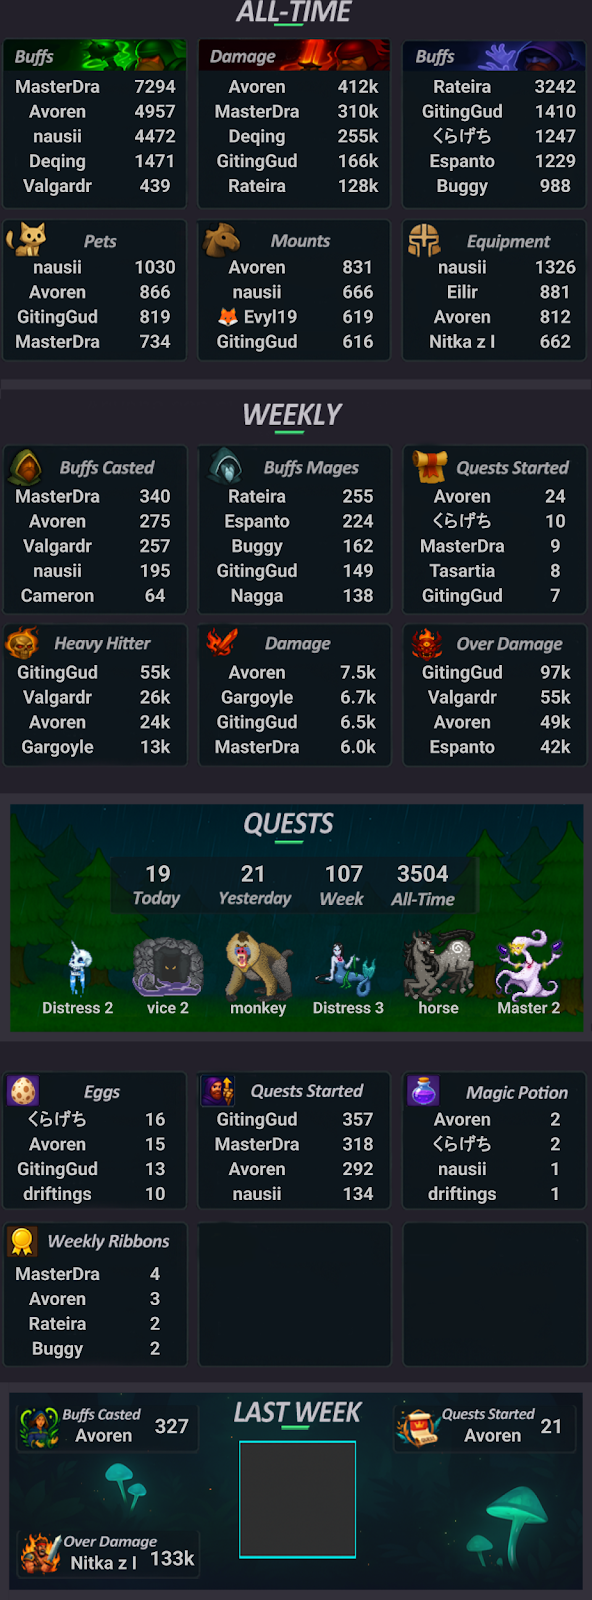 ALL-TIME
Buffs
MasterDra 7294
Avoren 4957
nausii 4472
Deqing 1471
Valgardr 439
Damage
Avoren 412k
MasterDra 310k
Deqing 255k
GitingGud 166k
Rateira 128k
Buffs
Rateira 3242
GitingGud 1410
くらげち 1247
Espanto 1229
Buggy 988
Pets
nausii 1030
Avoren 866
GitingGud 819
MasterDra 734
Mounts
Avoren 831
nausii 666
🦊 Evyl19 619
GitingGud 616
Equipment
nausii 1326
Eilir 881
Avoren 812
Nitka z I 662
WEEKLY
Buffs Casted
MasterDra 340
Avoren 275
Valgardr 257
nausii 195
Cameron 64
Buffs Mages
Rateira 255
Espanto 224
Buggy 162
GitingGud 149
Nagga 138
Quests Started
Avoren 24
くらげち 10
MasterDra 9
Tasartia 8
GitingGud 7
Heavy Hitter
GitingGud 55k
Valgardr 26k
Avoren 24k
Gargoyle 13k
Damage
Avoren 7.5k
Gargoyle 6.7k
GitingGud 6.5k
MasterDra 6.0k
Over Damage
GitingGud 97k
Valgardr 55k
Avoren 49k
Espanto 42k
QUESTS
19 21 107 3504
Today Yesterday Week All-Time
Distress 2 vice 2 monkey Distress 3 horse Master 2
Eggs
くらげち 16
Avoren 15
GitingGud 13
driftings 10
Quests Started
GitingGud 357
MasterDra 318
Avoren 292
nausii 134
Magic Potion
Avoren 2
くらげち 2
nausii 1
driftings 1
Weekly Ribbons
MasterDra 4
Avoren 3
Rateira 2
Buggy 2
LAST WEEK
Buffs Casted
Avoren 327
Quests Started
Avoren 21
Over Damage
Nitka z I 133k